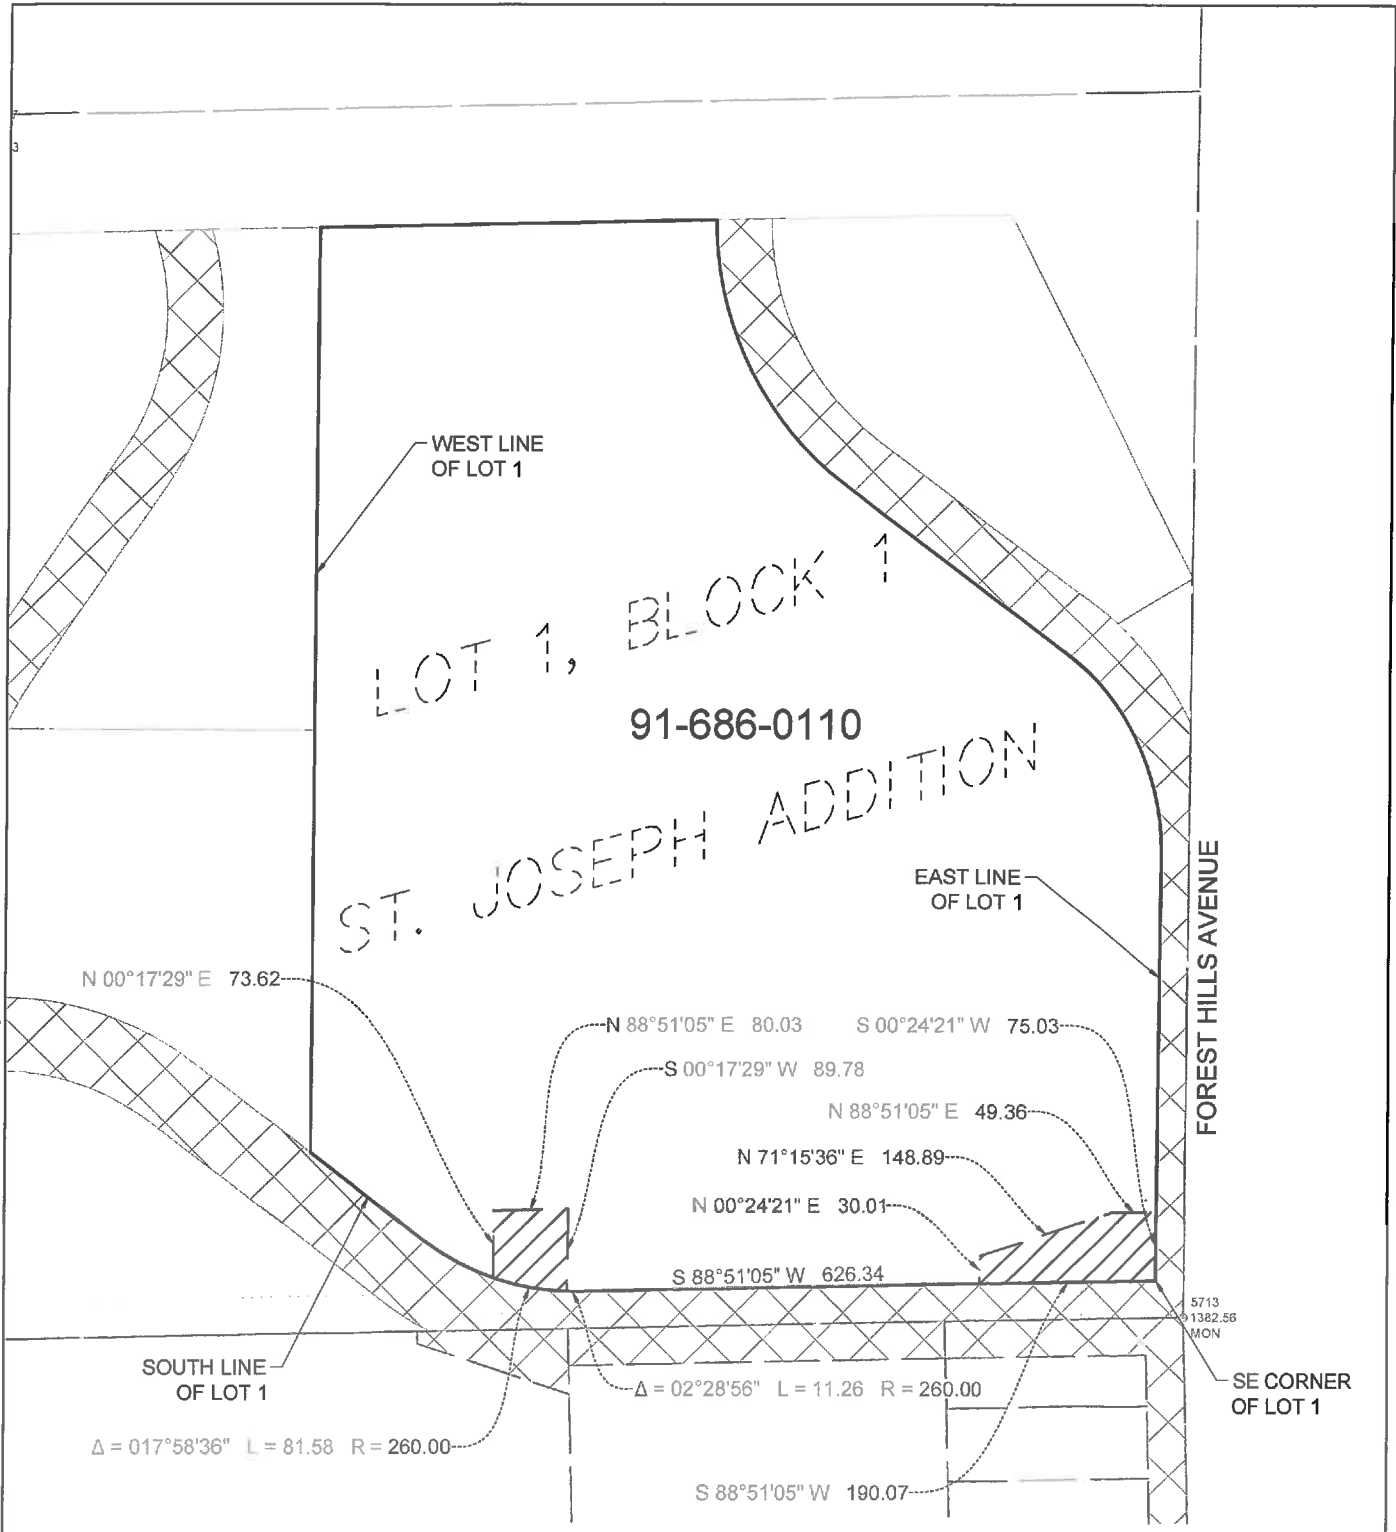 3
WEST LINE
OF LOT 1
LOT 1, BLOCK 1
91-686-0110
ST. JOSEPH ADDITION
EAST LINE
OF LOT 1
FOREST HILLS AVENUE
N 00°17'29" E 73.62
N 88°51'05" E 80.03
S 00°24'21" W 75.03
S 00°17'29" W 89.78
N 88°51'05" E 49.36
N 71°15'36" E 148.89
N 00°24'21" E 30.01
S 88°51'05" W 626.34
5713
1382.56
MON
SOUTH LINE
OF LOT 1
Δ = 02°28'56" L = 11.26 R = 260.00
SE CORNER
OF LOT 1
Δ = 017°58'36" L = 81.58 R = 260.00
S 88°51'05" W 190.07